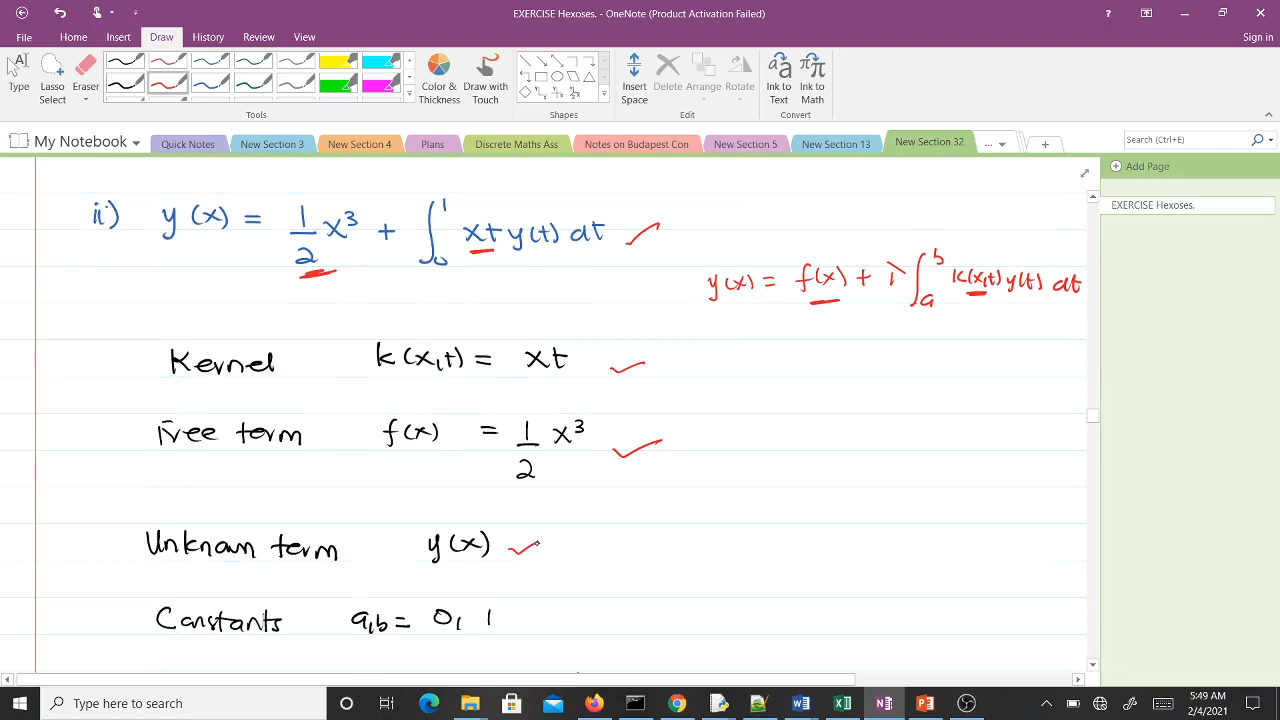 EXERCISE Hexoses. - OneNote (Product Activation Failed)
File Home Insert Draw History Review View
Sign in
Type Lasso Select Eraser
Color & Thickness Draw with Touch
Insert Space Delete Arrange Rotate
Ink to Text Ink to Math
Tools Shapes Edit Convert
My Notebook Quick Notes New Section 3 New Section 4 Plans Discrete Maths Ass Notes on Budapest Con New Section 5 New Section 13 New Section 32 ... +
Search (Ctrl+E)
Add Page
EXERCISE Hexoses.
ii) y(x) = 1/2 x³ + ∫₀¹ xt y(t) dt ✓
y(x) = f(x) + λ ∫ₐᵇ k(x,t) y(t) dt
Kernel k(x,t) = xt ✓
Free term f(x) = 1/2 x³ ✓
Unknown term y(x) ✓
Constants a,b = 0, 1
Type here to search
5:49 AM
2/4/2021